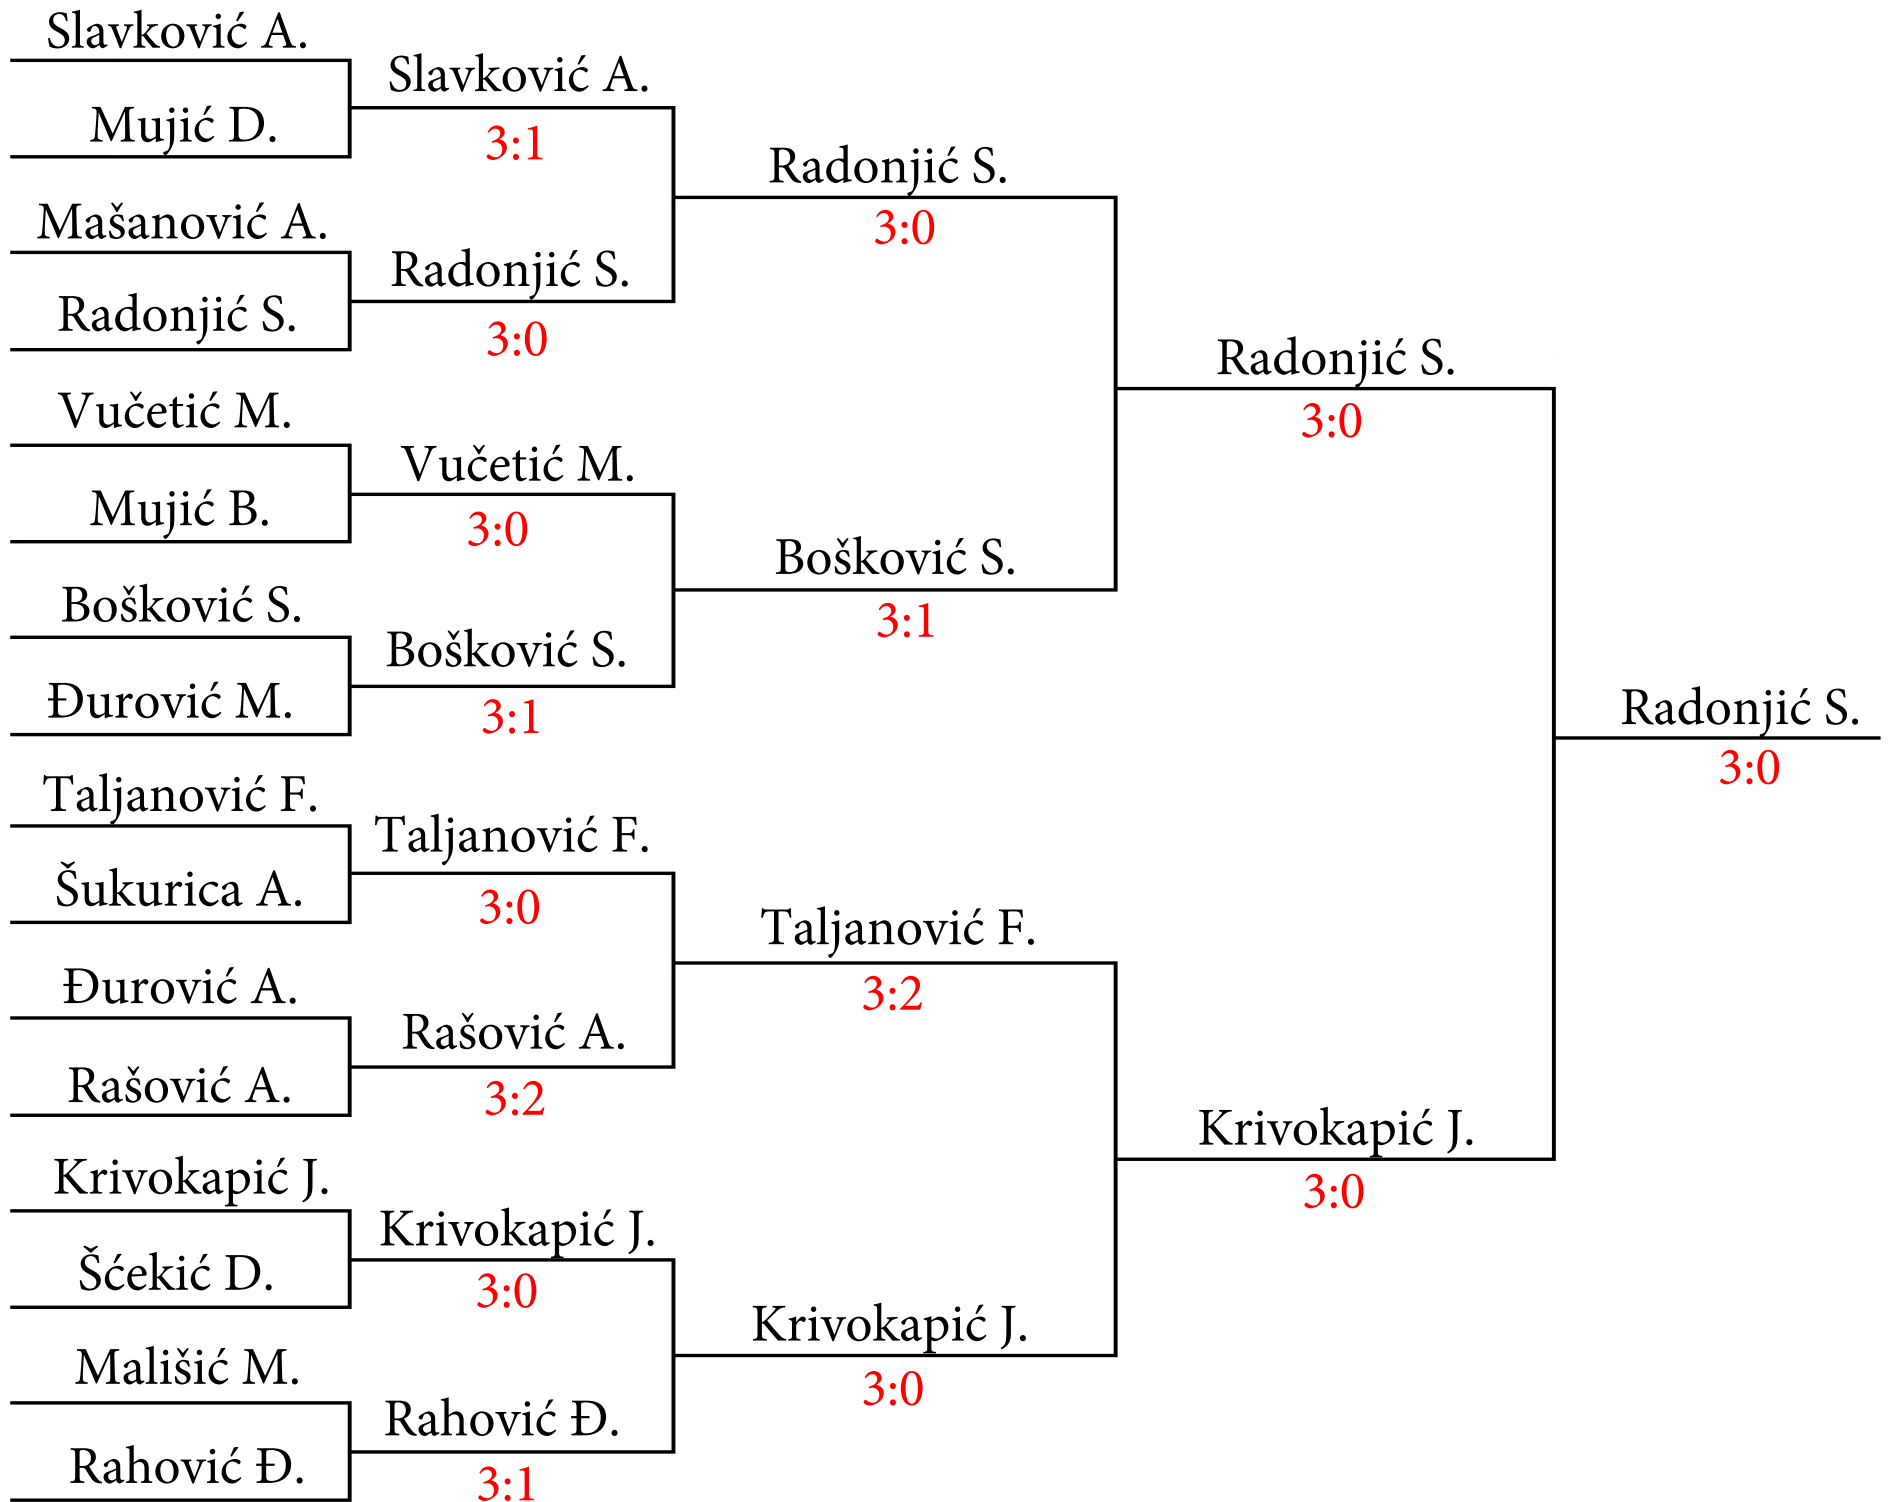 Slavković A.
Mujić D.
Mašanović A.
Radonjić S.
Vučetić M.
Mujić B.
Bošković S.
Đurović M.
Taljanović F.
Šukurica A.
Đurović A.
Rašović A.
Krivokapić J.
Šćekić D.
Mališić M.
Rahović Đ.
Slavković A.
3:1
Radonjić S.
3:0
Vučetić M.
3:0
Bošković S.
3:1
Taljanović F.
3:0
Rašović A.
3:2
Krivokapić J.
3:0
Rahović Đ.
3:1
Radonjić S.
3:0
Bošković S.
3:1
Taljanović F.
3:2
Krivokapić J.
3:0
Radonjić S.
3:0
Krivokapić J.
3:0
Radonjić S.
3:0